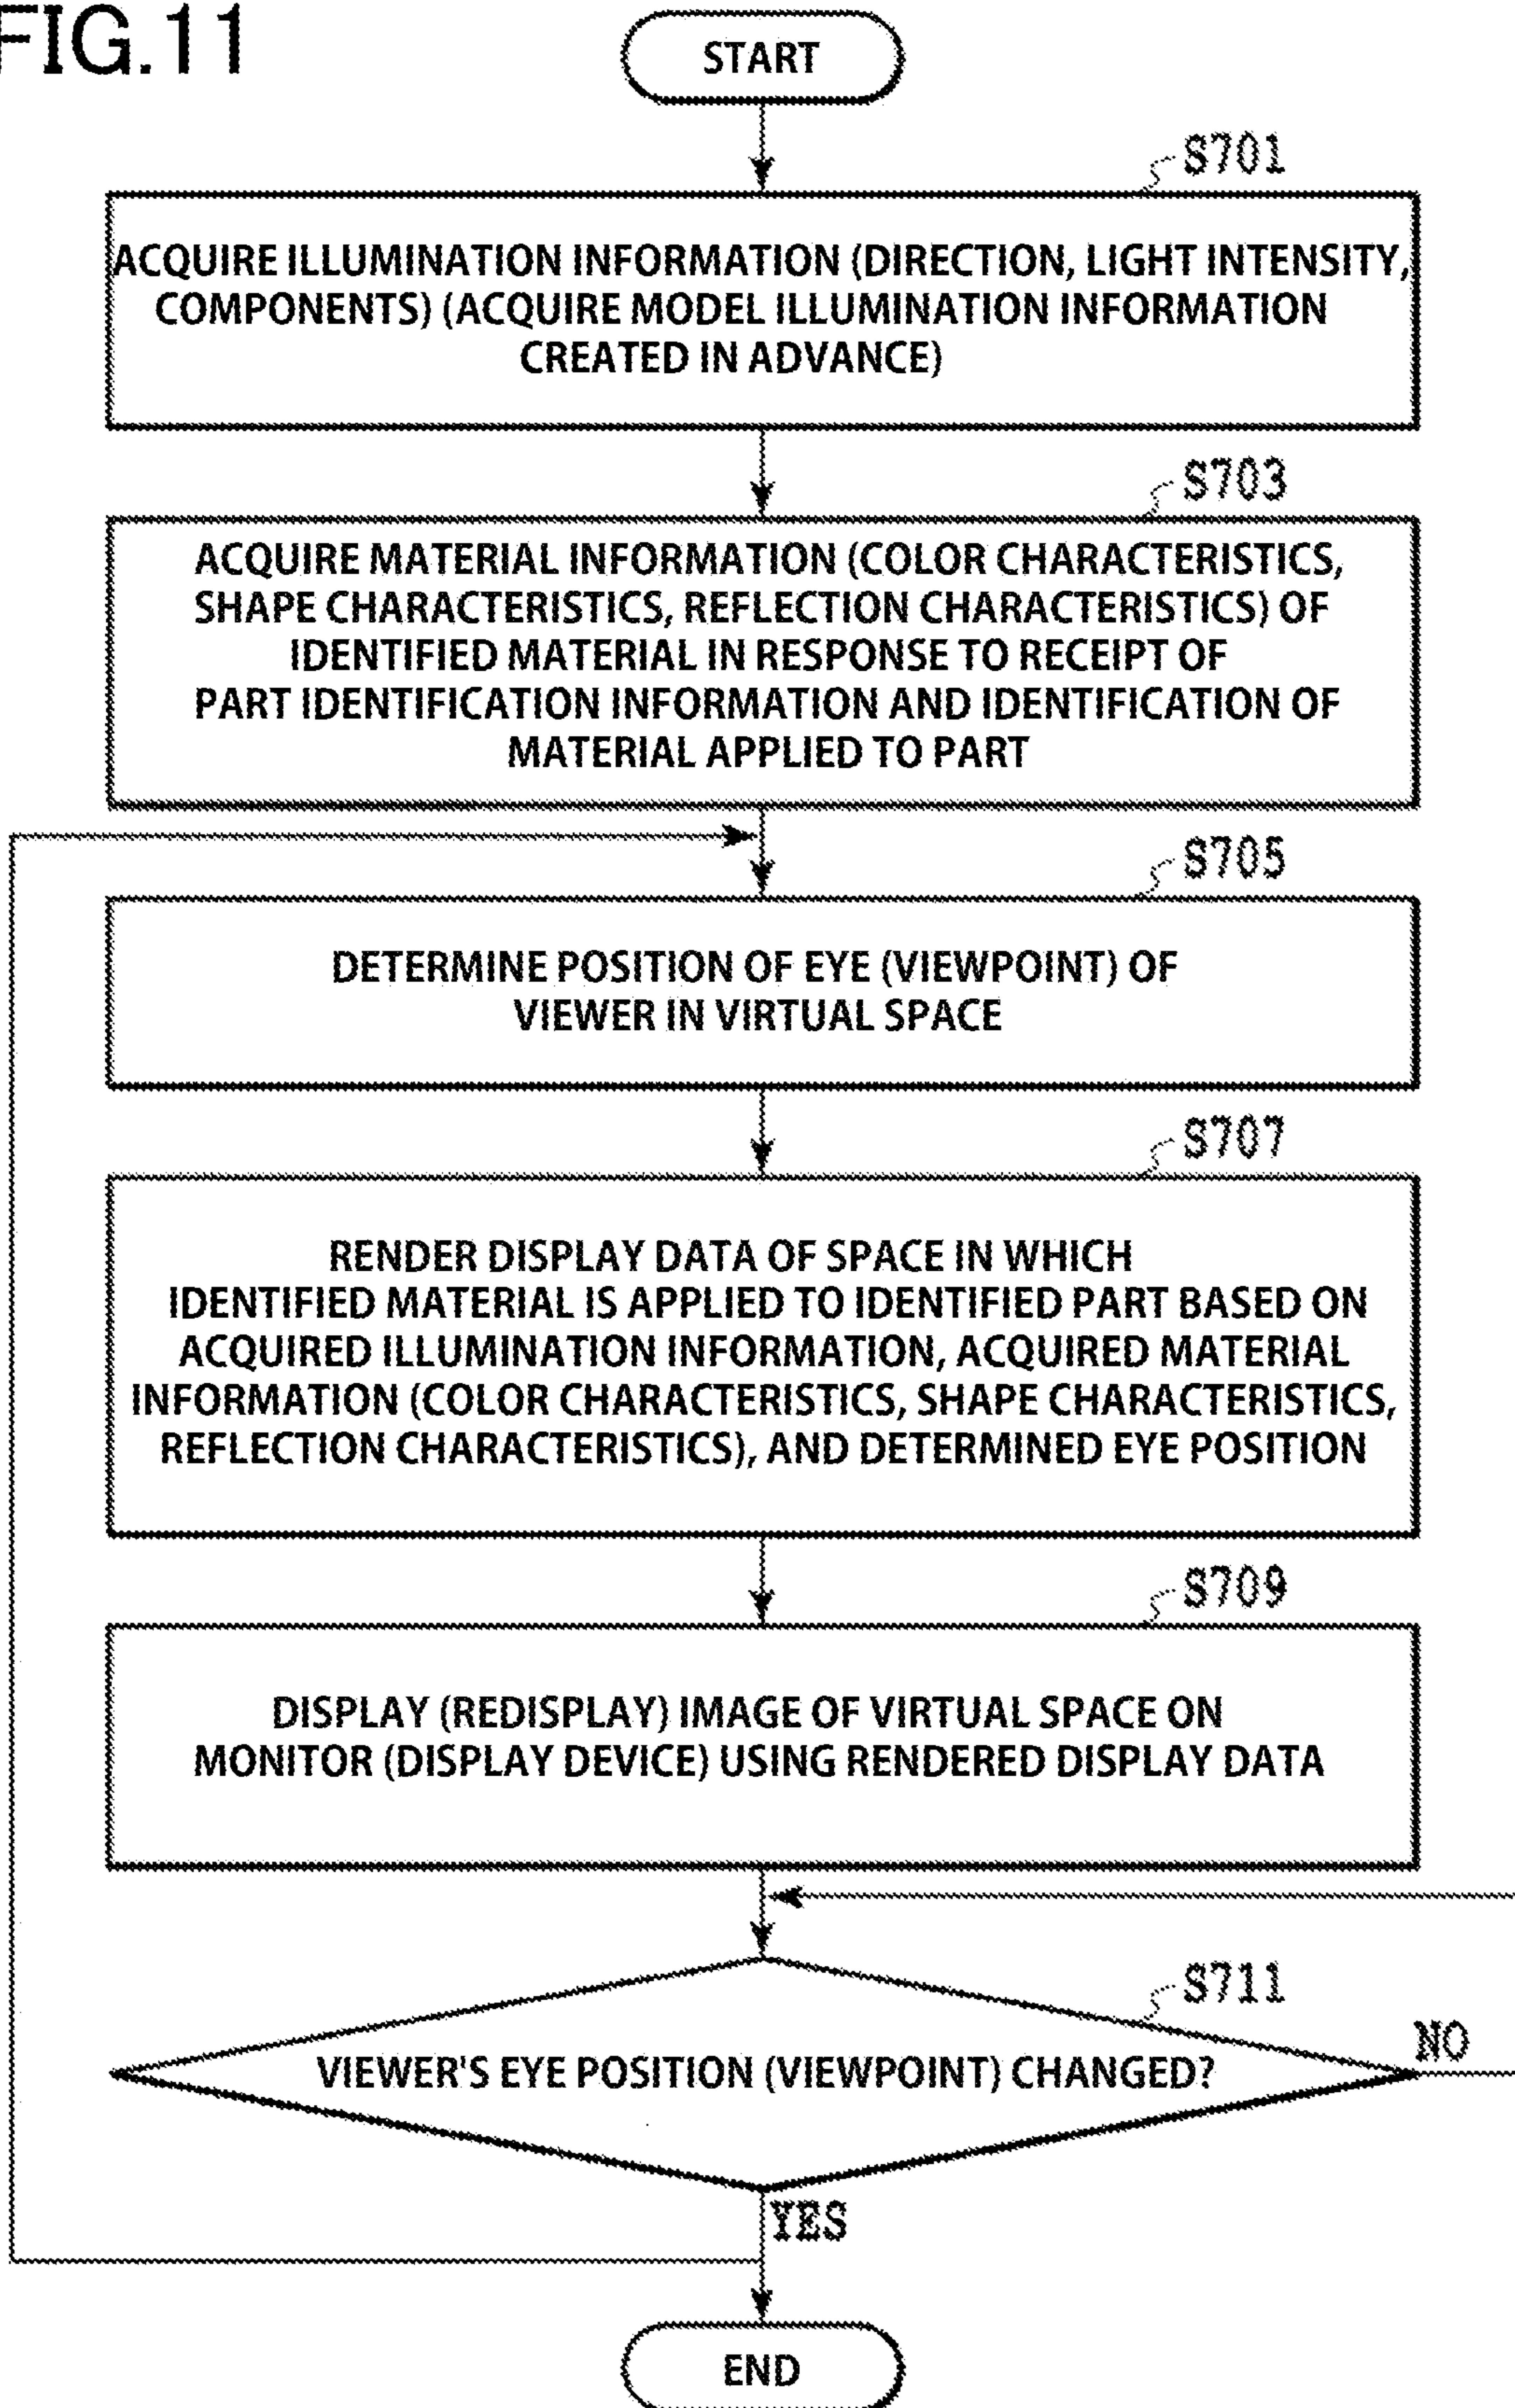 FIG.11
START
S701
ACQUIRE ILLUMINATION INFORMATION (DIRECTION, LIGHT INTENSITY,
COMPONENTS) (ACQUIRE MODEL ILLUMINATION INFORMATION
CREATED IN ADVANCE)
S703
ACQUIRE MATERIAL INFORMATION (COLOR CHARACTERISTICS,
SHAPE CHARACTERISTICS, REFLECTION CHARACTERISTICS) OF
IDENTIFIED MATERIAL IN RESPONSE TO RECEIPT OF
PART IDENTIFICATION INFORMATION AND IDENTIFICATION OF
MATERIAL APPLIED TO PART
S705
DETERMINE POSITION OF EYE (VIEWPOINT) OF
VIEWER IN VIRTUAL SPACE
S707
RENDER DISPLAY DATA OF SPACE IN WHICH
IDENTIFIED MATERIAL IS APPLIED TO IDENTIFIED PART BASED ON
ACQUIRED ILLUMINATION INFORMATION, ACQUIRED MATERIAL
INFORMATION (COLOR CHARACTERISTICS, SHAPE CHARACTERISTICS,
REFLECTION CHARACTERISTICS), AND DETERMINED EYE POSITION
S709
DISPLAY (REDISPLAY) IMAGE OF VIRTUAL SPACE ON
MONITOR (DISPLAY DEVICE) USING RENDERED DISPLAY DATA
S711
NO
VIEWER'S EYE POSITION (VIEWPOINT) CHANGED?
YES
END